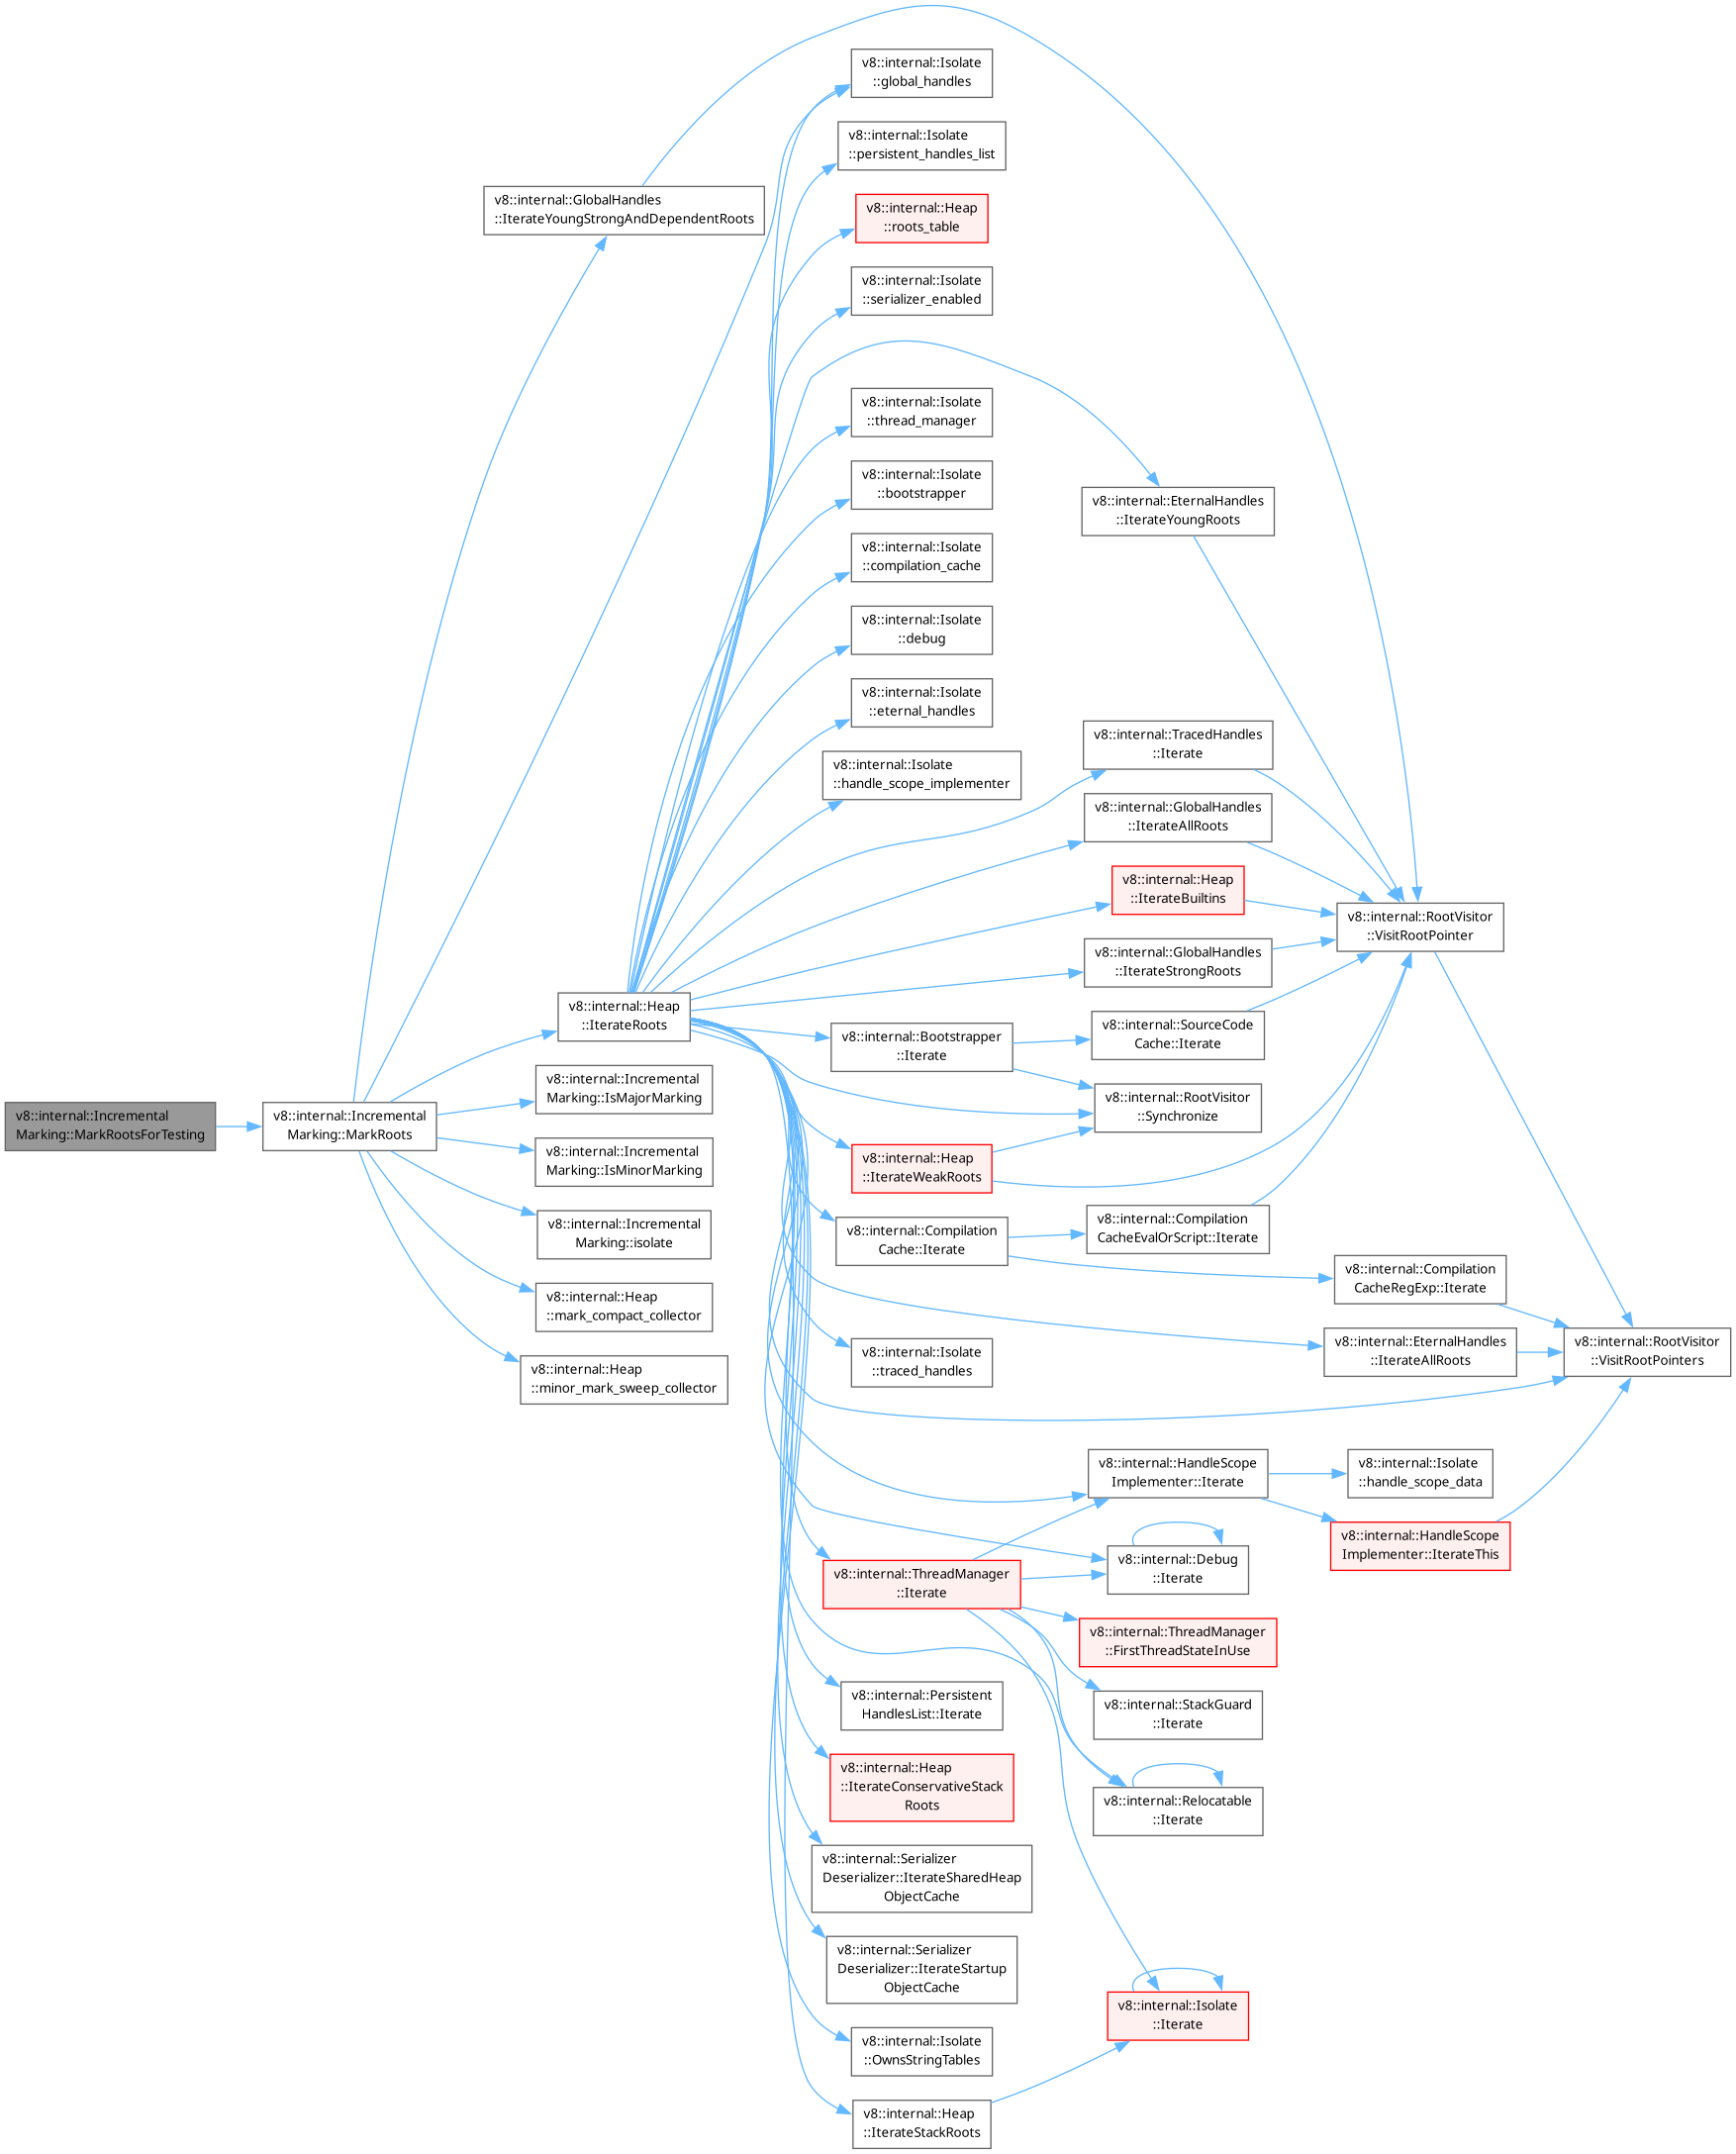 v8::internal::Incremental
Marking::MarkRootsForTesting
v8::internal::Incremental
Marking::MarkRoots
v8::internal::GlobalHandles
::IterateYoungStrongAndDependentRoots
v8::internal::Heap
::IterateRoots
v8::internal::Incremental
Marking::IsMajorMarking
v8::internal::Incremental
Marking::IsMinorMarking
v8::internal::Incremental
Marking::isolate
v8::internal::Heap
::mark_compact_collector
v8::internal::Heap
::minor_mark_sweep_collector
v8::internal::Isolate
::global_handles
v8::internal::Isolate
::persistent_handles_list
v8::internal::Heap
::roots_table
v8::internal::Isolate
::serializer_enabled
v8::internal::Isolate
::thread_manager
v8::internal::Isolate
::bootstrapper
v8::internal::Isolate
::compilation_cache
v8::internal::Isolate
::debug
v8::internal::Isolate
::eternal_handles
v8::internal::Isolate
::handle_scope_implementer
v8::internal::Bootstrapper
::Iterate
v8::internal::Heap
::IterateWeakRoots
v8::internal::Compilation
Cache::Iterate
v8::internal::Isolate
::traced_handles
v8::internal::ThreadManager
::Iterate
v8::internal::Persistent
HandlesList::Iterate
v8::internal::Heap
::IterateConservativeStack
Roots
v8::internal::Serializer
Deserializer::IterateSharedHeap
ObjectCache
v8::internal::Serializer
Deserializer::IterateStartup
ObjectCache
v8::internal::Isolate
::OwnsStringTables
v8::internal::Heap
::IterateStackRoots
v8::internal::EternalHandles
::IterateYoungRoots
v8::internal::TracedHandles
::Iterate
v8::internal::GlobalHandles
::IterateAllRoots
v8::internal::Heap
::IterateBuiltins
v8::internal::GlobalHandles
::IterateStrongRoots
v8::internal::SourceCode
Cache::Iterate
v8::internal::RootVisitor
::Synchronize
v8::internal::Compilation
CacheEvalOrScript::Iterate
v8::internal::HandleScope
Implementer::Iterate
v8::internal::Debug
::Iterate
v8::internal::ThreadManager
::FirstThreadStateInUse
v8::internal::StackGuard
::Iterate
v8::internal::Relocatable
::Iterate
v8::internal::Isolate
::Iterate
v8::internal::RootVisitor
::VisitRootPointer
v8::internal::Compilation
CacheRegExp::Iterate
v8::internal::EternalHandles
::IterateAllRoots
v8::internal::Isolate
::handle_scope_data
v8::internal::HandleScope
Implementer::IterateThis
v8::internal::RootVisitor
::VisitRootPointers